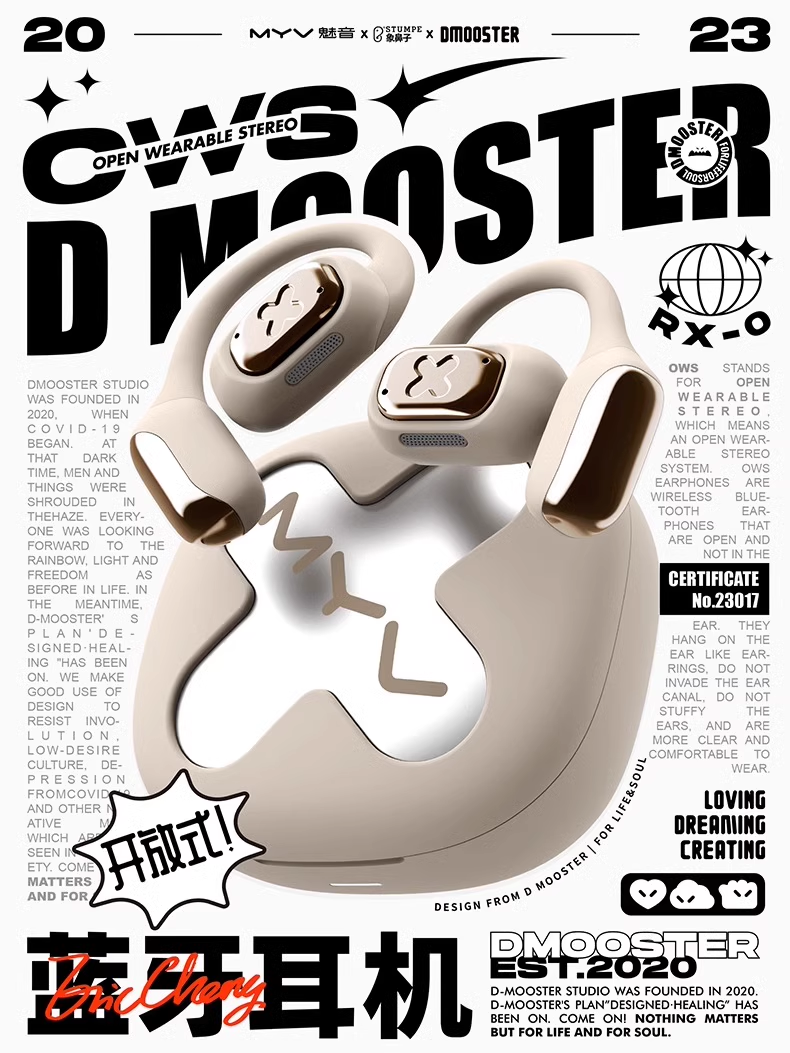 20
MYV 魅音 x STUMPE 象鼻子 x DMOOSTER
23
OWS
OPEN WEARABLE STEREO
D MOOSTER
D MOOSTER
FORLIFEFORSOUL
RX-0
DMOOSTER STUDIO
WAS FOUNDED IN
2020, WHEN
COVID-19
BEGAN. AT
THAT DARK
TIME, MEN AND
THINGS WERE
SHROUDED IN
THEHAZE. EVERY-
ONE WAS LOOKING
FORWARD TO THE
RAINBOW, LIGHT AND
FREEDOM AS
BEFORE IN LIFE. IN
THE MEANTIME,
D-MOOSTER' S
PLAN'DE-
SIGNED·HEAL-
ING "HAS BEEN
ON. WE MAKE
GOOD USE OF
DESIGN TO
RESIST INVO-
LUTION,
LOW-DESIRE
CULTURE, DE-
PRESSION
FROMCOVID-19
AND OTHER
ATIVE
WHICH
SEEN IN
ETY. COME
MATTERS
AND FOR
OWS STANDS
FOR OPEN
WEARABLE
STEREO.
WHICH MEANS
AN OPEN WEAR-
ABLE STEREO
SYSTEM. OWS
EARPHONES ARE
WIRELESS BLUE-
TOOTH EAR-
PHONES THAT
ARE OPEN AND
NOT IN THE
CERTIFICATE
No.23017
EAR. THEY
HANG ON THE
EAR LIKE EAR-
RINGS, DO NOT
INVADE THE EAR
CANAL, DO NOT
STUFFY THE
EARS, AND ARE
MORE CLEAR AND
COMFORTABLE TO
WEAR.
MYL
开放式!
DESIGN FROM D MOOSTER | FOR LIFE&SOUL
LOVING
DREAMING
CREATING
蓝牙耳机
Eric Cheng
DMOOSTER
EST.2020
D-MOOSTER STUDIO WAS FOUNDED IN 2020.
D-MOOSTER'S PLAN"DESIGNED·HEALING" HAS
BEEN ON. COME ON! NOTHING MATTERS
BUT FOR LIFE AND FOR SOUL.